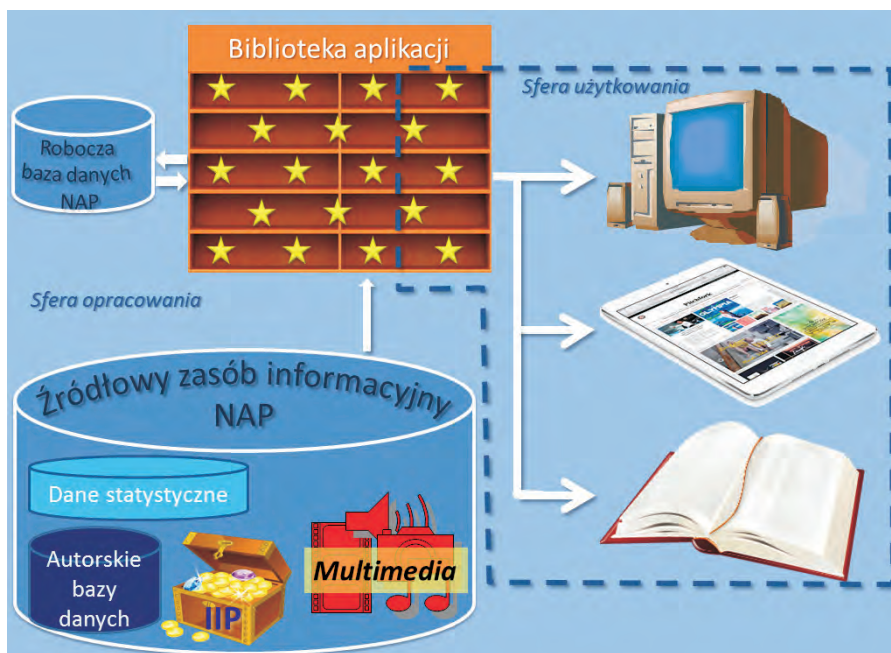 Biblioteka aplikacji
Sfera użytkowania
Robocza
baza danych
NAP
Sfera opracowania
Źródłowy zasób informacyjny
NAP
Dane statystyczne
Autorskie
bazy
danych
IIP
Multimedia